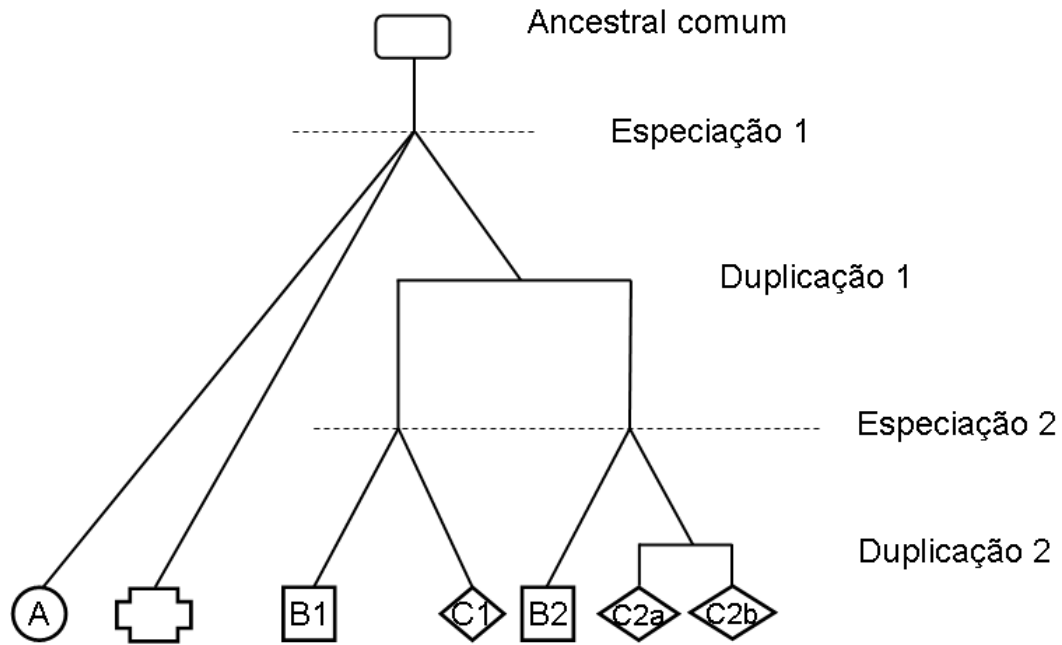 Ancestral comum
Especiação 1
Duplicação 1
Especiação 2
Duplicação 2
A
B1
C1
B2
C2a
C2b